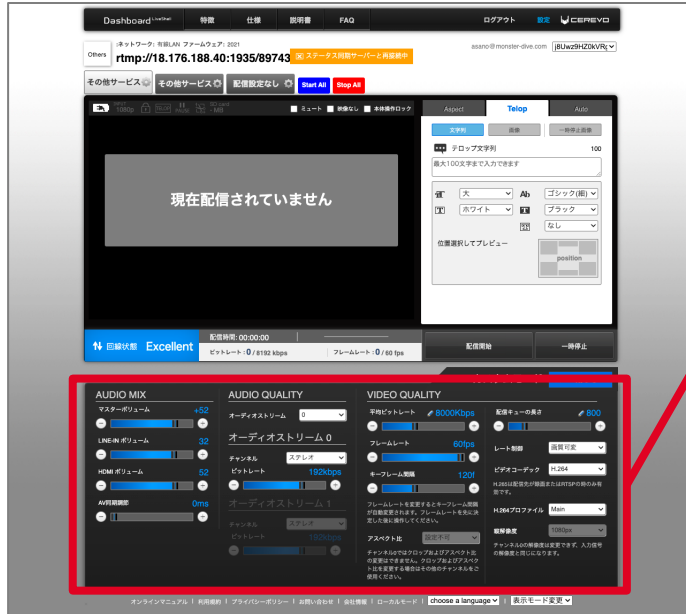 Dashboard LiveShell 特徴 仕様 説明書 FAQ ログアウト 設定 CEREVO
Others :ネットワーク: 有線LAN ファームウェア: 2021
rtmp://18.176.188.40:1935/89743
ステータス同期サーバーと再接続中
asano@monster-dive.com j8Uwz9HZ0kVRç
その他サービス その他サービス 配信設定なし Start All Stop All
INPUT 1080p PAUSE SD card - MB ミュート 映像なし 本体操作ロック
Aspect Telop Auto
文字列 画像 一時停止画像
テロップ文字列 100
最大100文字まで入力できます
現在配信されていません
大 Ab ゴシック(細)
T ホワイト T ブラック
なし
位置選択してプレビュー position
回線状態 Excellent
配信時間: 00:00:00
ビットレート : 0 / 8192 kbps フレームレート : 0 / 60 fps
配信開始 一時停止
AUDIO MIX
マスターボリューム +52
LINE-IN ボリューム 32
HDMI ボリューム 52
AV同期調節 0ms
AUDIO QUALITY
オーディオストリーム 0
オーディオストリーム 0
チャンネル ステレオ
ビットレート 192kbps
オーディオストリーム 1
チャンネル ステレオ
ビットレート 192kbps
VIDEO QUALITY
平均ビットレート 8000Kbps
フレームレート 60fps
キーフレーム間隔 120f
フレームレートを変更するとキーフレーム間隔
が自動変更されます。フレームレートを先に決
定した後に操作してください。
アスペクト比 設定不可
チャンネル0ではクロップおよびアスペクト比
の変更はできません。クロップおよびアスペク
ト比を変更する場合はその他のチャンネルをご
使用ください。
配信キューの長さ 800
レート制御 画質可変
ビデオコーデック H.264
H.265は配信先が録画またはRTSPの時のみ有
効です。
H.264プロファイル Main
縦解像度 1080ps
チャンネル0の解像度は変更できず、入力信号
の解像度と同じになります。
オンラインマニュアル | 利用規約 | プライバシーポリシー | お問い合わせ | 会社情報 | ローカルモード | choose a language | 表示モード変更